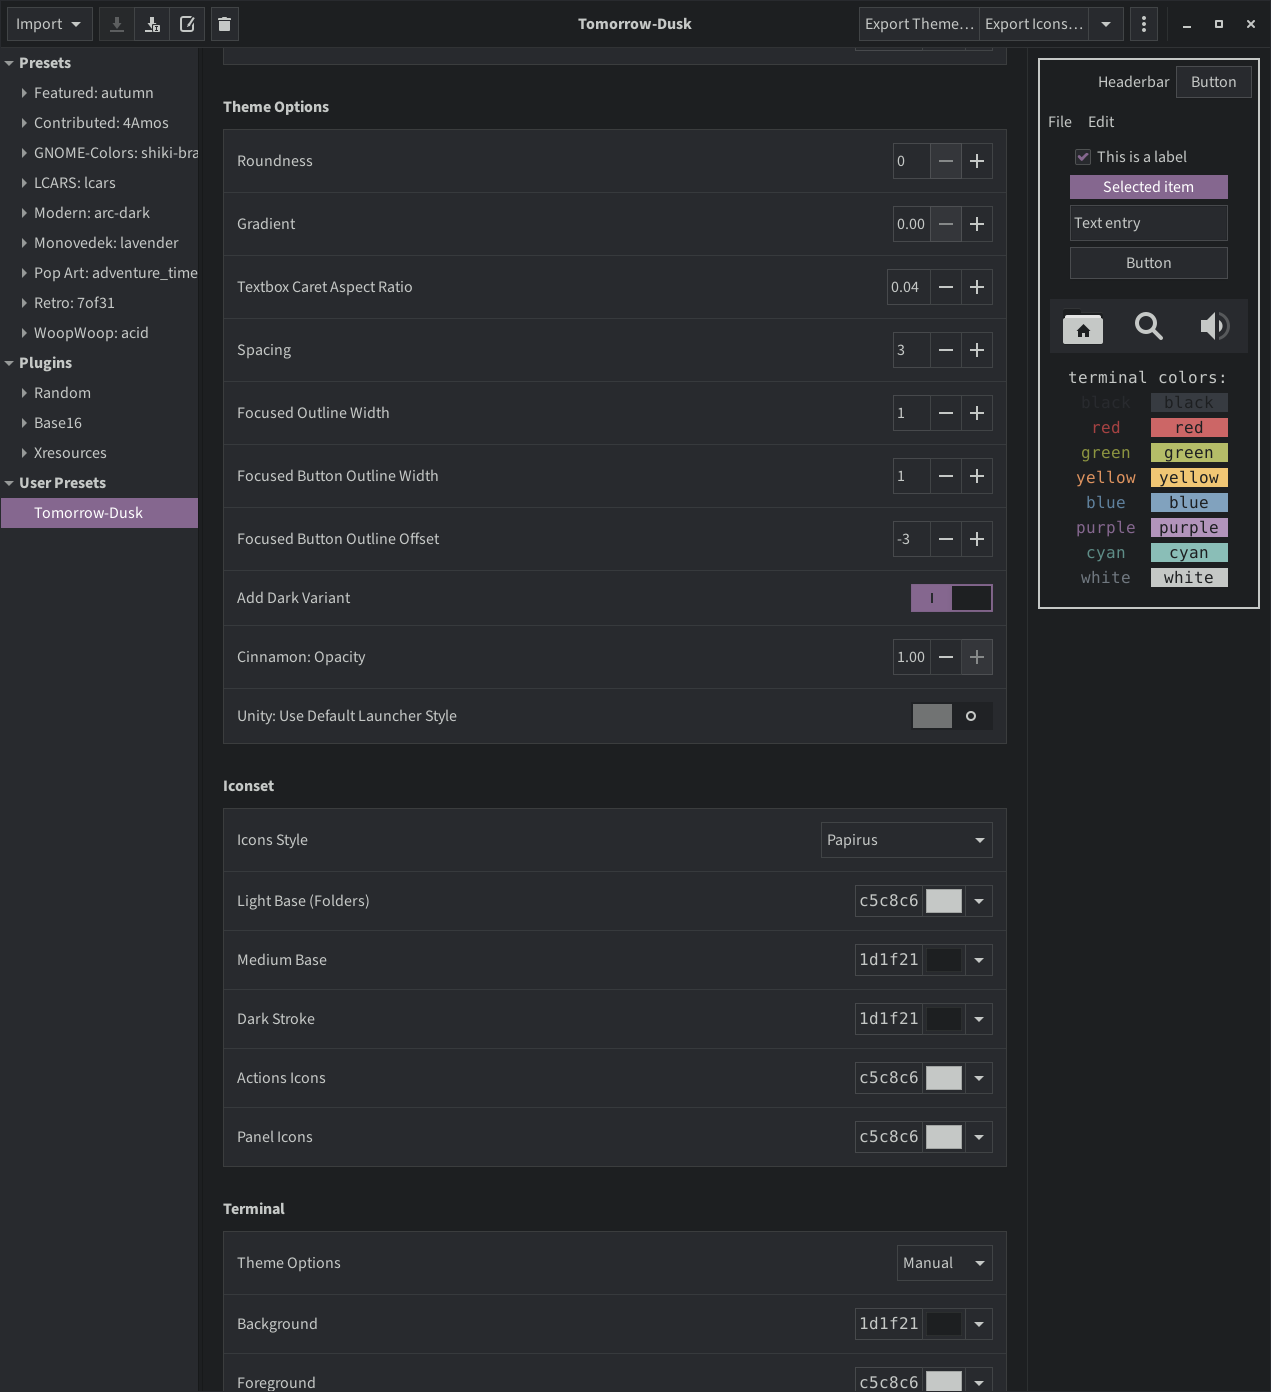 Import
Tomorrow-Dusk
Export Theme…
Export Icons…
Presets
Featured: autumn
Contributed: 4Amos
GNOME-Colors: shiki-bra
LCARS: lcars
Modern: arc-dark
Monovedek: lavender
Pop Art: adventure_time
Retro: 7of31
WoopWoop: acid
Plugins
Random
Base16
Xresources
User Presets
Tomorrow-Dusk
Theme Options
Roundness 0
Gradient 0.00
Textbox Caret Aspect Ratio 0.04
Spacing 3
Focused Outline Width 1
Focused Button Outline Width 1
Focused Button Outline Offset -3
Add Dark Variant
Cinnamon: Opacity 1.00
Unity: Use Default Launcher Style
Iconset
Icons Style Papirus
Light Base (Folders) c5c8c6
Medium Base 1d1f21
Dark Stroke 1d1f21
Actions Icons c5c8c6
Panel Icons c5c8c6
Terminal
Theme Options Manual
Background 1d1f21
Foreground c5c8c6
Headerbar Button
File Edit
This is a label
Selected item
Text entry
Button
terminal colors:
black black
red red
green green
yellow yellow
blue blue
purple purple
cyan cyan
white white